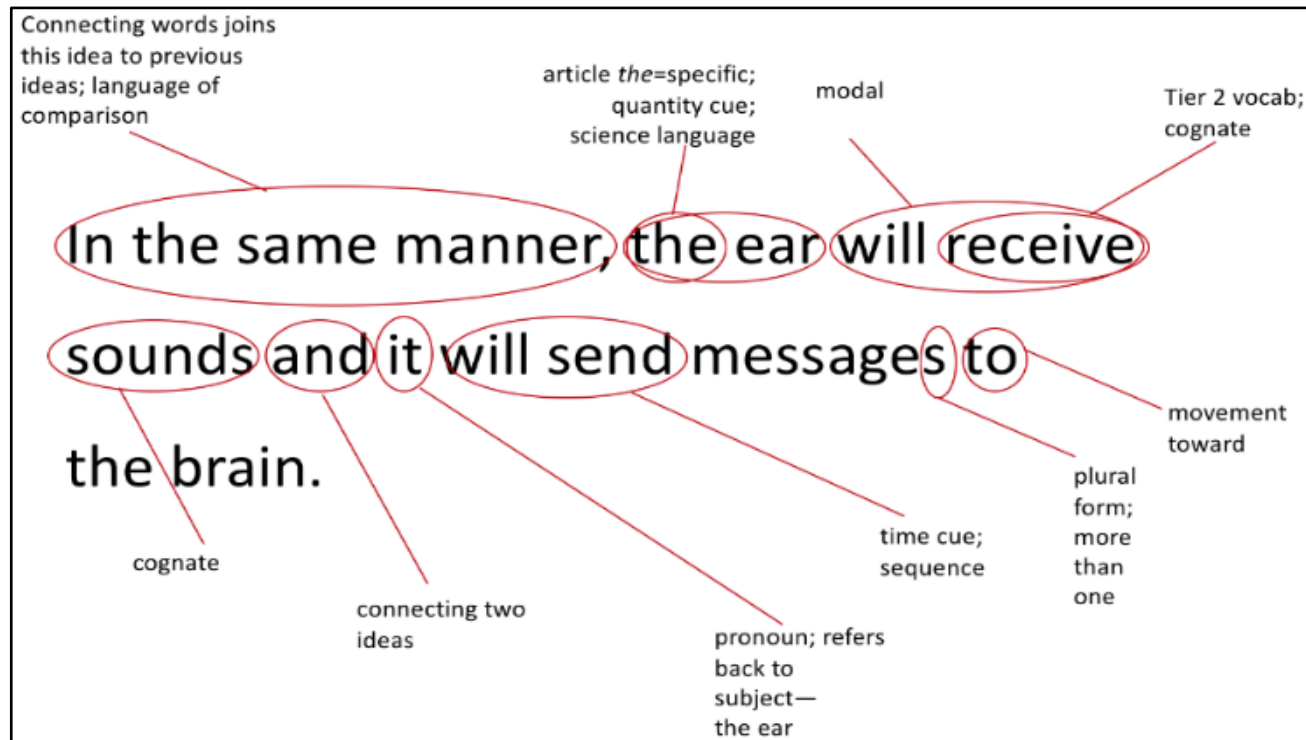 Connecting words joins
this idea to previous
ideas; language of
comparison
article the=specific;
quantity cue;
science language
modal
Tier 2 vocab;
cognate
In the same manner, the ear will receive
sounds and it will send messages to
the brain.
cognate
connecting two
ideas
pronoun; refers
back to
subject—
the ear
time cue;
sequence
plural
form;
more
than
one
movement
toward